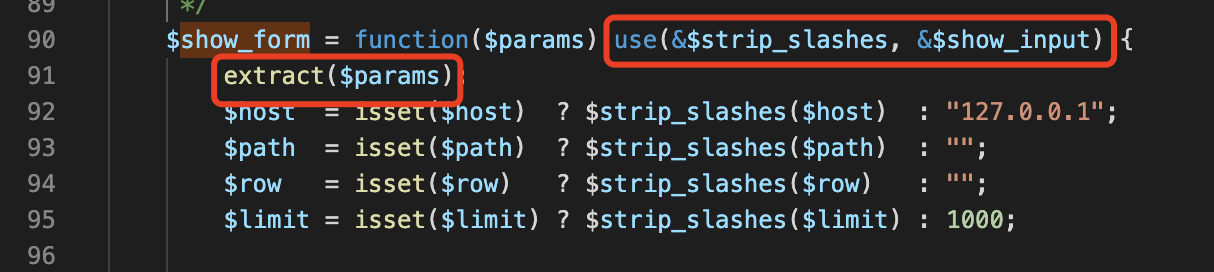 89 */
90 $show_form = function($params) use(&$strip_slashes, &$show_input) {
91 extract($params);
92 $host = isset($host) ? $strip_slashes($host) : "127.0.0.1";
93 $path = isset($path) ? $strip_slashes($path) : "";
94 $row = isset($row) ? $strip_slashes($row) : "";
95 $limit = isset($limit) ? $strip_slashes($limit) : 1000;
96